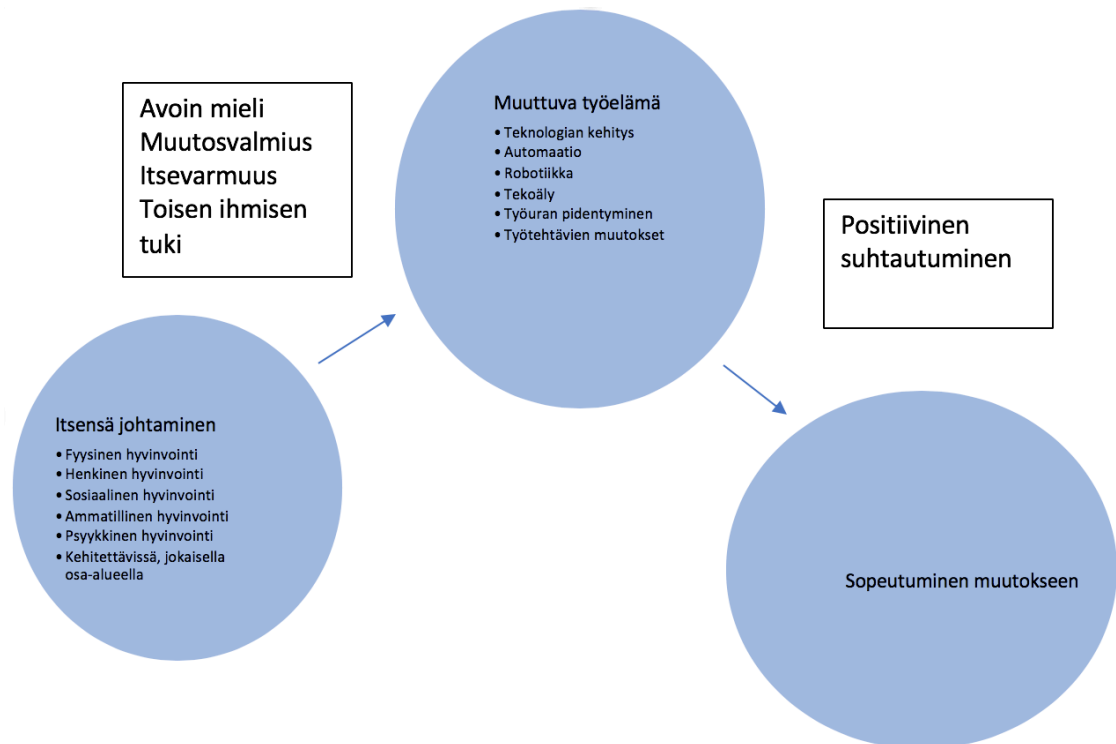 Avoin mieli
Muutosvalmius
Itsevarmuus
Toisen ihmisen
tuki
Muuttuva työelämä
• Teknologian kehitys
• Automaatio
• Robotiikka
• Tekoäly
• Työuran pidentyminen
• Työtehtävien muutokset
Positiivinen
suhtautuminen
Itsensä johtaminen
• Fyysinen hyvinvointi
• Henkinen hyvinvointi
• Sosiaalinen hyvinvointi
• Ammatillinen hyvinvointi
• Psyykkinen hyvinvointi
• Kehitettävissä, jokaisella
osa-alueella
Sopeutuminen muutokseen